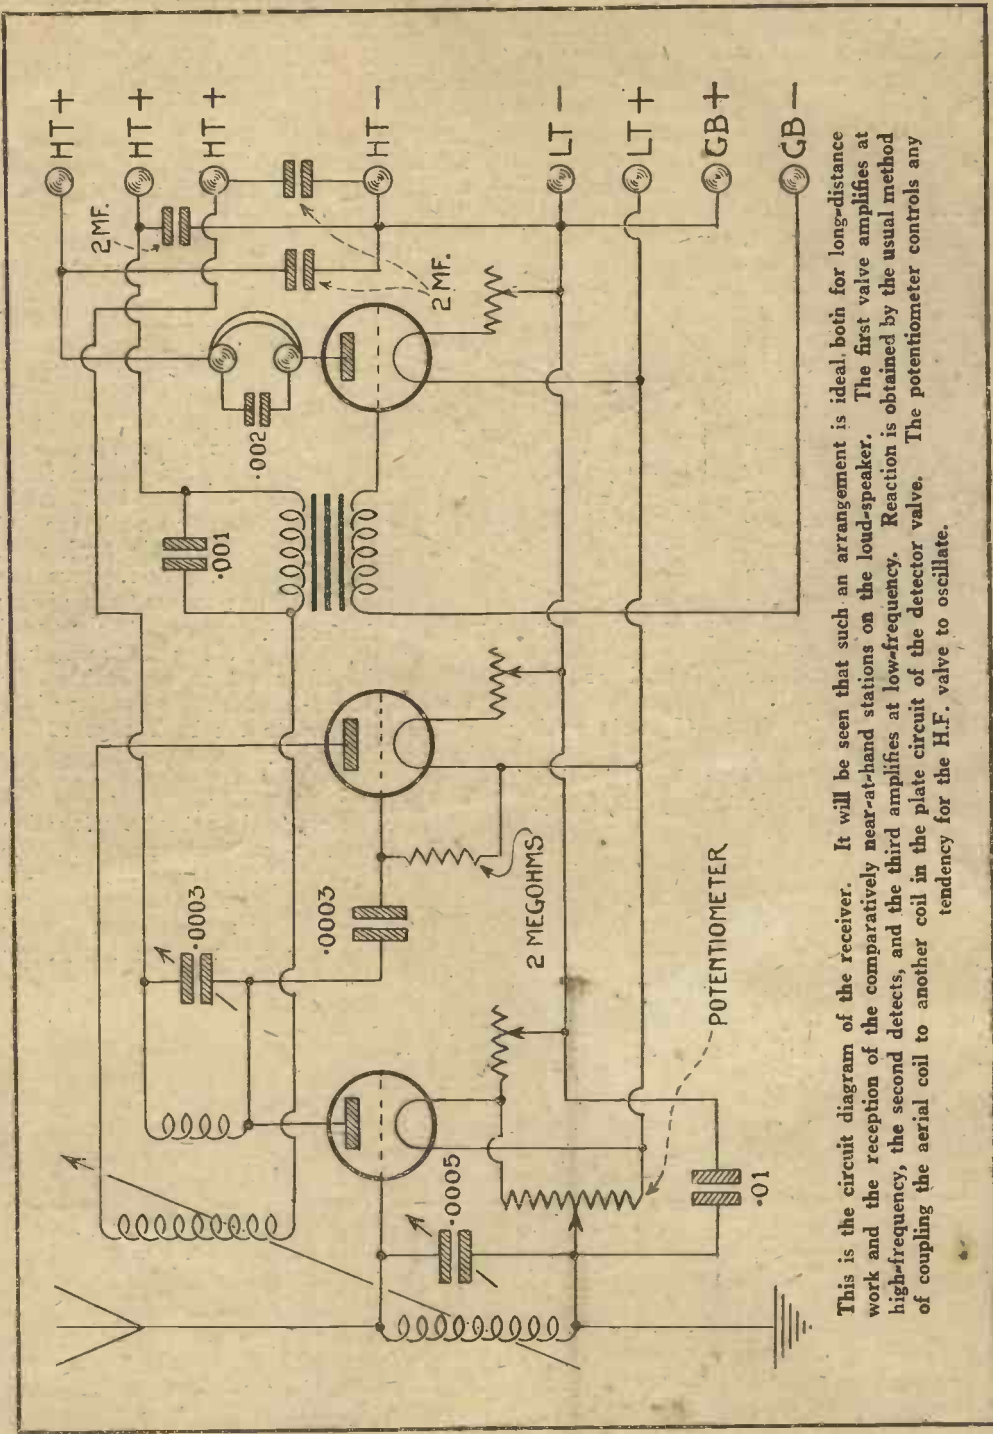 HT+
HT+
HT+
HT-
LT-
LT+
GB+
GB-
2 MF.
2 MF.
.002
.001
.0003
.0003
2 MEGOHMS
.0005
POTENTIOMETER
.01
This is the circuit diagram of the receiver. It will be seen that such an arrangement is ideal, both for long-distance
work and the reception of the comparatively near-at-hand stations on the loud-speaker. The first valve amplifies at
high-frequency, the second detects, and the third amplifies at low-frequency. Reaction is obtained by the usual method
of coupling the aerial coil to another coil in the plate circuit of the detector valve. The potentiometer controls any
tendency for the H.F. valve to oscillate.